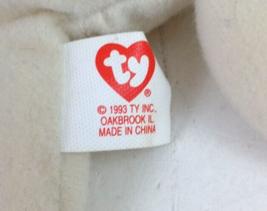 ty®
© 1993 TY INC.,
OAKBROOK IL.
MADE IN CHINA